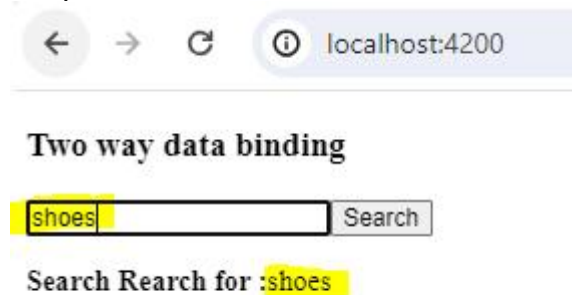 localhost:4200
Two way data binding
shoes Search
Search Rearch for :shoes